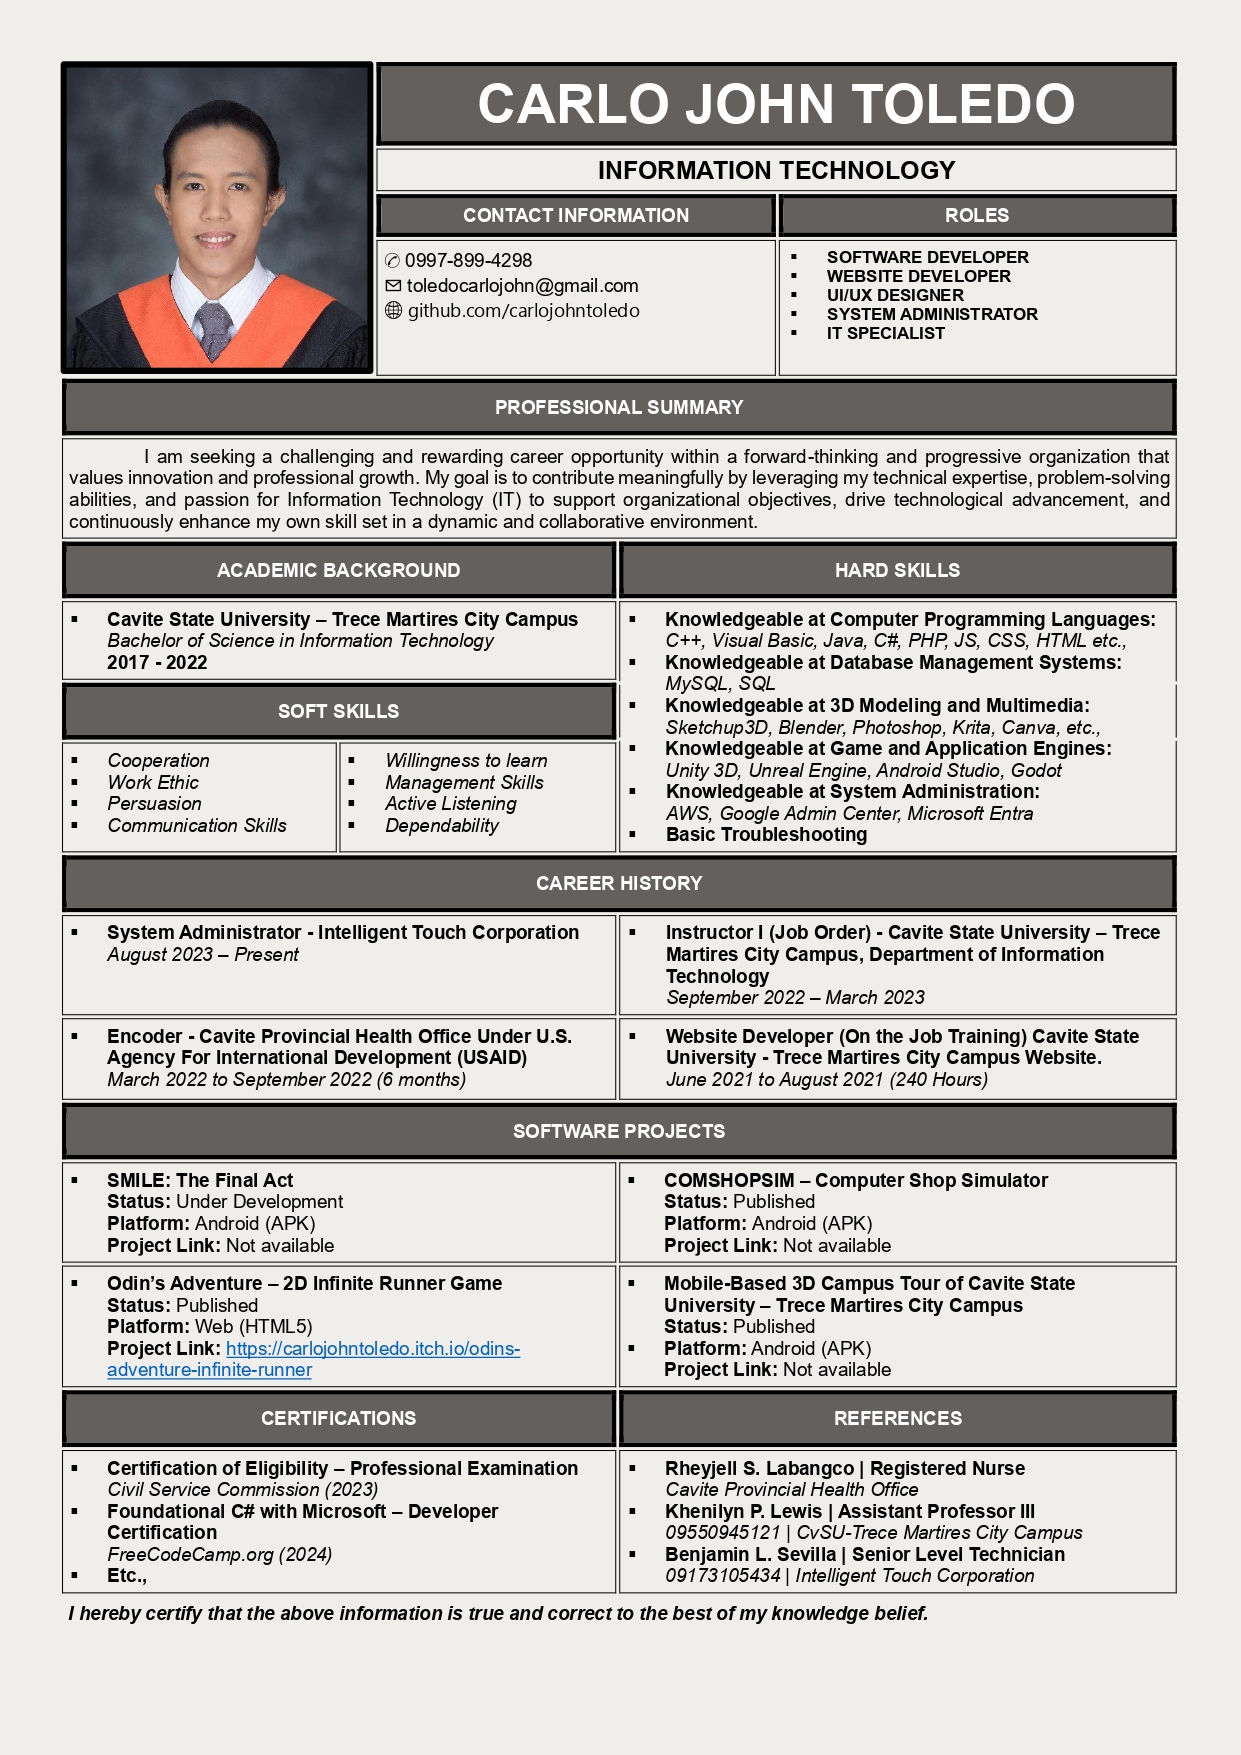 CARLO JOHN TOLEDO
INFORMATION TECHNOLOGY
CONTACT INFORMATION
0997-899-4298
toledocarlojohn@gmail.com
github.com/carlojohntoledo
ROLES
▪ SOFTWARE DEVELOPER
▪ WEBSITE DEVELOPER
▪ UI/UX DESIGNER
▪ SYSTEM ADMINISTRATOR
▪ IT SPECIALIST
PROFESSIONAL SUMMARY
I am seeking a challenging and rewarding career opportunity within a forward-thinking and progressive organization that
values innovation and professional growth. My goal is to contribute meaningfully by leveraging my technical expertise, problem-solving
abilities, and passion for Information Technology (IT) to support organizational objectives, drive technological advancement, and
continuously enhance my own skill set in a dynamic and collaborative environment.
ACADEMIC BACKGROUND
▪ Cavite State University – Trece Martires City Campus
Bachelor of Science in Information Technology
2017 - 2022
SOFT SKILLS
▪ Cooperation
▪ Work Ethic
▪ Persuasion
▪ Communication Skills
▪ Willingness to learn
▪ Management Skills
▪ Active Listening
▪ Dependability
HARD SKILLS
▪ Knowledgeable at Computer Programming Languages:
C++, Visual Basic, Java, C#, PHP, JS, CSS, HTML etc.,
▪ Knowledgeable at Database Management Systems:
MySQL, SQL
▪ Knowledgeable at 3D Modeling and Multimedia:
Sketchup3D, Blender, Photoshop, Krita, Canva, etc.,
▪ Knowledgeable at Game and Application Engines:
Unity 3D, Unreal Engine, Android Studio, Godot
▪ Knowledgeable at System Administration:
AWS, Google Admin Center, Microsoft Entra
▪ Basic Troubleshooting
CAREER HISTORY
▪ System Administrator - Intelligent Touch Corporation
August 2023 – Present
▪ Instructor I (Job Order) - Cavite State University – Trece
Martires City Campus, Department of Information
Technology
September 2022 – March 2023
▪ Encoder - Cavite Provincial Health Office Under U.S.
Agency For International Development (USAID)
March 2022 to September 2022 (6 months)
▪ Website Developer (On the Job Training) Cavite State
University - Trece Martires City Campus Website.
June 2021 to August 2021 (240 Hours)
SOFTWARE PROJECTS
▪ SMILE: The Final Act
Status: Under Development
Platform: Android (APK)
Project Link: Not available
▪ COMSHOPSIM – Computer Shop Simulator
Status: Published
Platform: Android (APK)
Project Link: Not available
▪ Odin’s Adventure – 2D Infinite Runner Game
Status: Published
Platform: Web (HTML5)
Project Link: https://carlojohntoledo.itch.io/odins-
adventure-infinite-runner
▪ Mobile-Based 3D Campus Tour of Cavite State
University – Trece Martires City Campus
Status: Published
▪ Platform: Android (APK)
Project Link: Not available
CERTIFICATIONS
▪ Certification of Eligibility – Professional Examination
Civil Service Commission (2023)
▪ Foundational C# with Microsoft – Developer
Certification
FreeCodeCamp.org (2024)
▪ Etc.,
REFERENCES
▪ Rheyjell S. Labangco | Registered Nurse
Cavite Provincial Health Office
▪ Khenilyn P. Lewis | Assistant Professor III
09550945121 | CvSU-Trece Martires City Campus
▪ Benjamin L. Sevilla | Senior Level Technician
09173105434 | Intelligent Touch Corporation
I hereby certify that the above information is true and correct to the best of my knowledge belief.